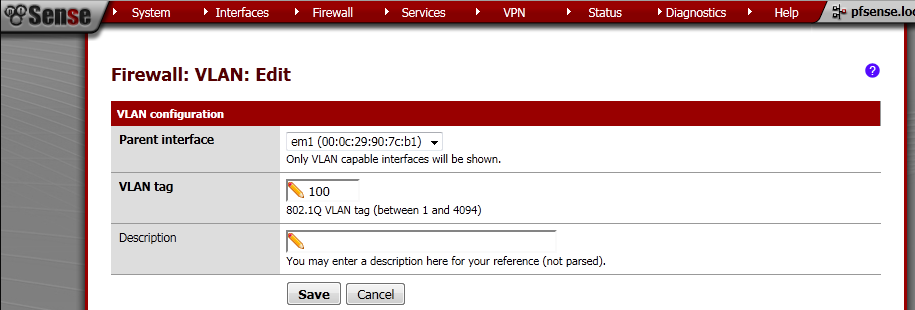 Sense System Interfaces Firewall Services VPN Status Diagnostics Help pfsense.loc
Firewall: VLAN: Edit ?
VLAN configuration
Parent interface em1 (00:0c:29:90:7c:b1)
Only VLAN capable interfaces will be shown.
VLAN tag 100
802.1Q VLAN tag (between 1 and 4094)
Description
You may enter a description here for your reference (not parsed).
Save Cancel